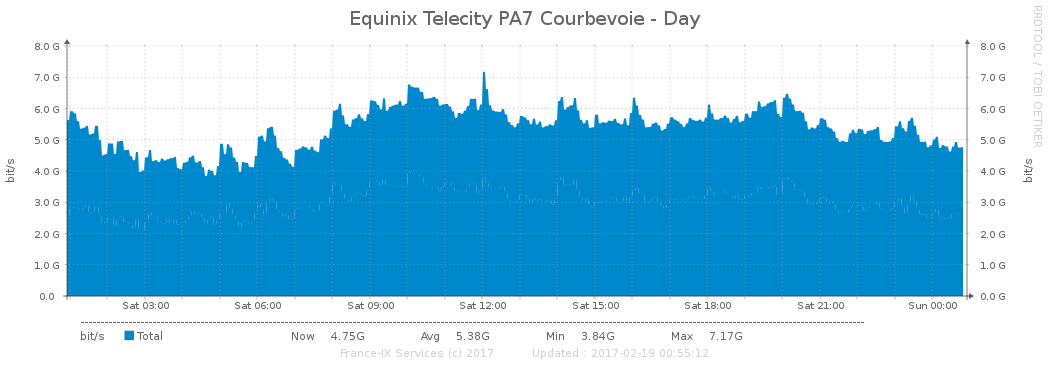 Equinix Telecity PA7 Courbevoie - Day
RRDTOOL / TOBI OETIKER
8.0 G 8.0 G
7.0 G 7.0 G
6.0 G 6.0 G
5.0 G 5.0 G
4.0 G 4.0 G
3.0 G 3.0 G
2.0 G 2.0 G
1.0 G 1.0 G
0.0 0.0 G
bit/s bit/s
Sat 03:00 Sat 06:00 Sat 09:00 Sat 12:00 Sat 15:00 Sat 18:00 Sat 21:00 Sun 00:00
bit/s Total Now 4.75G Avg 5.38G Min 3.84G Max 7.17G
France-IX Services (c) 2017 Updated : 2017-02-19 00:55:12